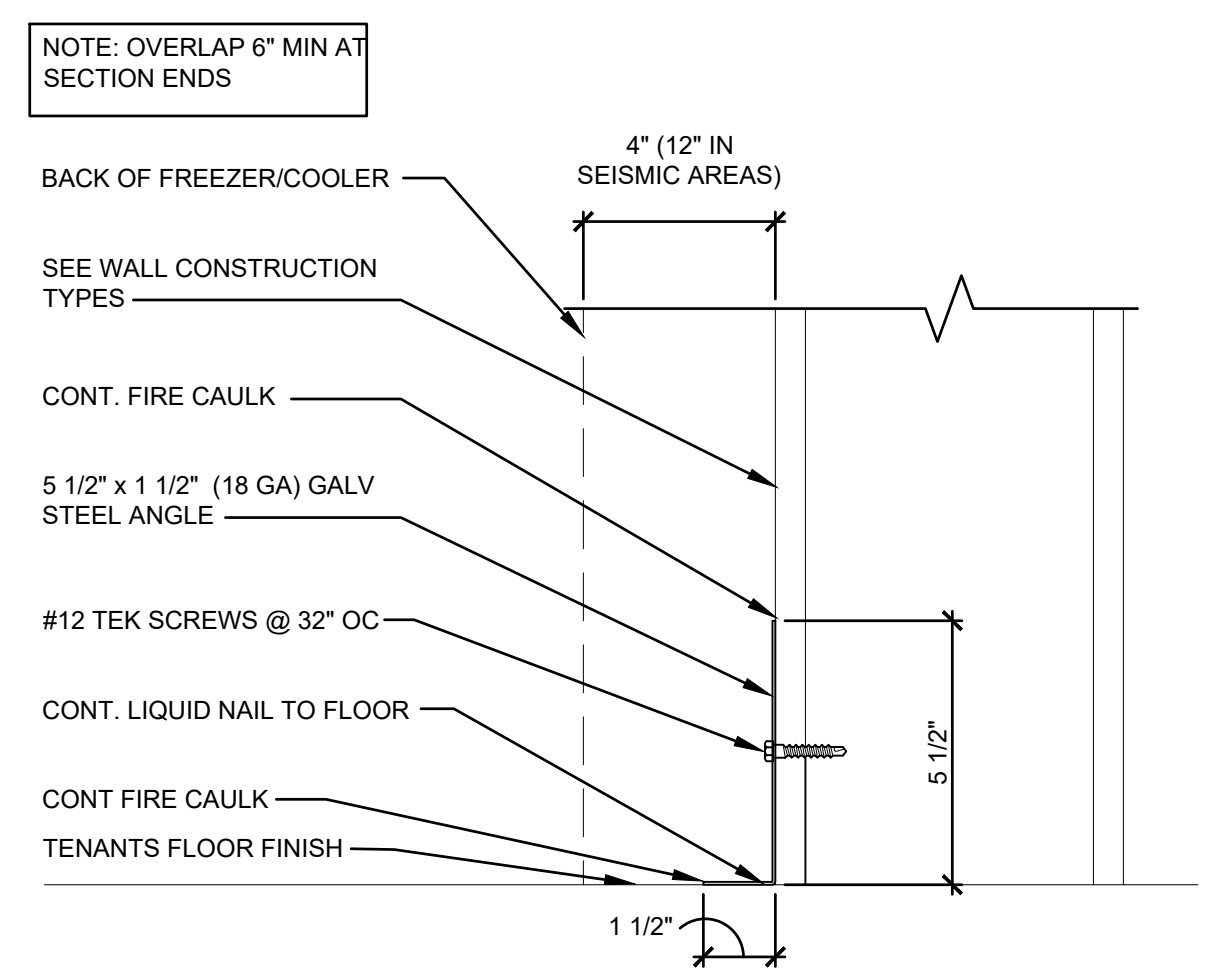 NOTE: OVERLAP 6" MIN AT
SECTION ENDS
4" (12" IN
SEISMIC AREAS)
BACK OF FREEZER/COOLER
SEE WALL CONSTRUCTION
TYPES
CONT. FIRE CAULK
5 1/2" x 1 1/2" (18 GA) GALV
STEEL ANGLE
#12 TEK SCREWS @ 32" OC
CONT. LIQUID NAIL TO FLOOR
5 1/2"
CONT FIRE CAULK
TENANTS FLOOR FINISH
1 1/2"